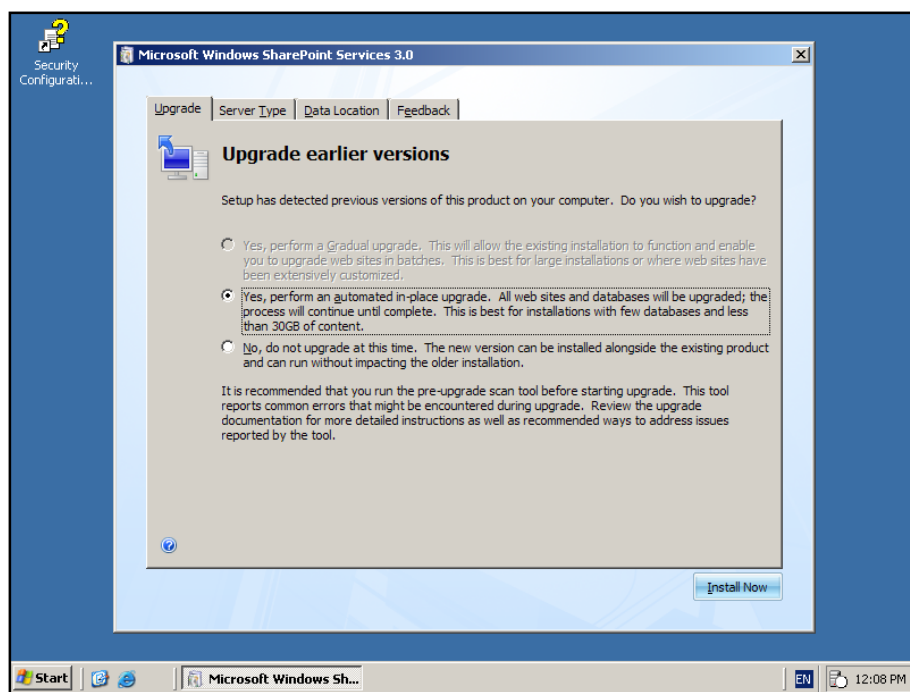 Security
Configurati...
Microsoft Windows SharePoint Services 3.0
Upgrade
Server Type
Data Location
Feedback
Upgrade earlier versions
Setup has detected previous versions of this product on your computer. Do you wish to upgrade?
Yes, perform a Gradual upgrade. This will allow the existing installation to function and enable
you to upgrade web sites in batches. This is best for large installations or where web sites have
been extensively customized.
Yes, perform an automated in-place upgrade. All web sites and databases will be upgraded; the
process will continue until complete. This is best for installations with few databases and less
than 30GB of content.
No, do not upgrade at this time. The new version can be installed alongside the existing product
and can run without impacting the older installation.
It is recommended that you run the pre-upgrade scan tool before starting upgrade. This tool
reports common errors that might be encountered during upgrade. Review the upgrade
documentation for more detailed instructions as well as recommended ways to address issues
reported by the tool.
Install Now
Start
Microsoft Windows Sh...
EN
12:08 PM